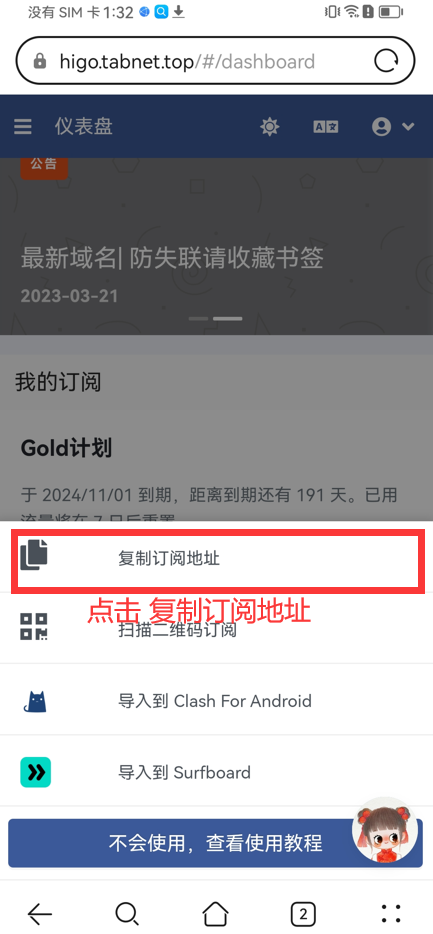 没有 SIM 卡 1:32
higo.tabnet.top/#/dashboard
仪表盘
公告
最新域名| 防失联请收藏书签
2023-03-21
我的订阅
Gold计划
于 2024/11/01 到期，距离到期还有 191 天。已用
流量将在 7 日后重置
复制订阅地址
点击 复制订阅地址
扫描二维码订阅
导入到 Clash For Android
导入到 Surfboard
不会使用，查看使用教程
2